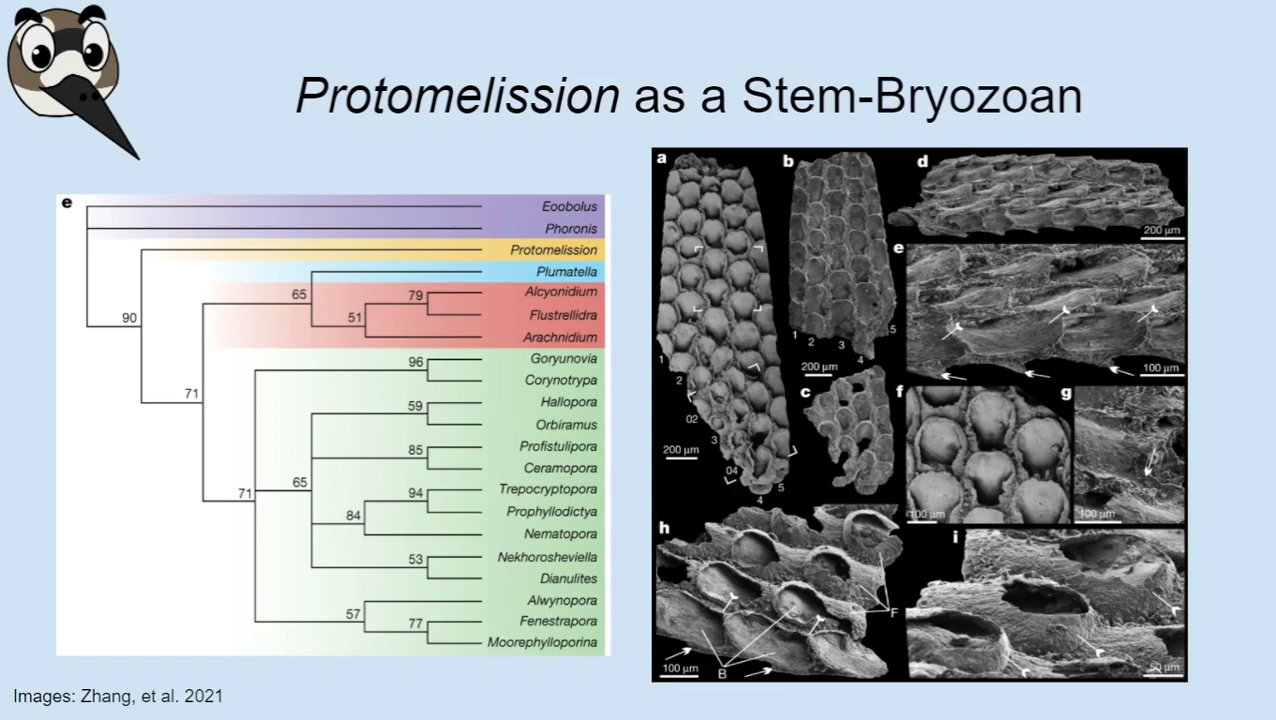 Protomelission as a Stem-Bryozoan
e
Eoobolus
Phoronis
Protomelission
Plumatella
65
Alcyonidium
79
Flustrellidra
51
90
Arachnidium
Goryunovia
96
Corynotrypa
71
Hallopora
59
Orbiramus
Profistulipora
85
Ceramopora
71
65
Trepocryptopora
94
Prophyllodictya
84
Nematopora
Nekhorosheviella
53
Dianulites
Alwynopora
57
Fenestrapora
77
Moorephylloporina
a
1
2
02
3
04
4
5
200 µm
b
1
2
3
4
5
200 µm
c
d
200 µm
e
100 µm
f
100 µm
g
100 µm
h
F
B
100 µm
i
50 µm
Images: Zhang, et al. 2021